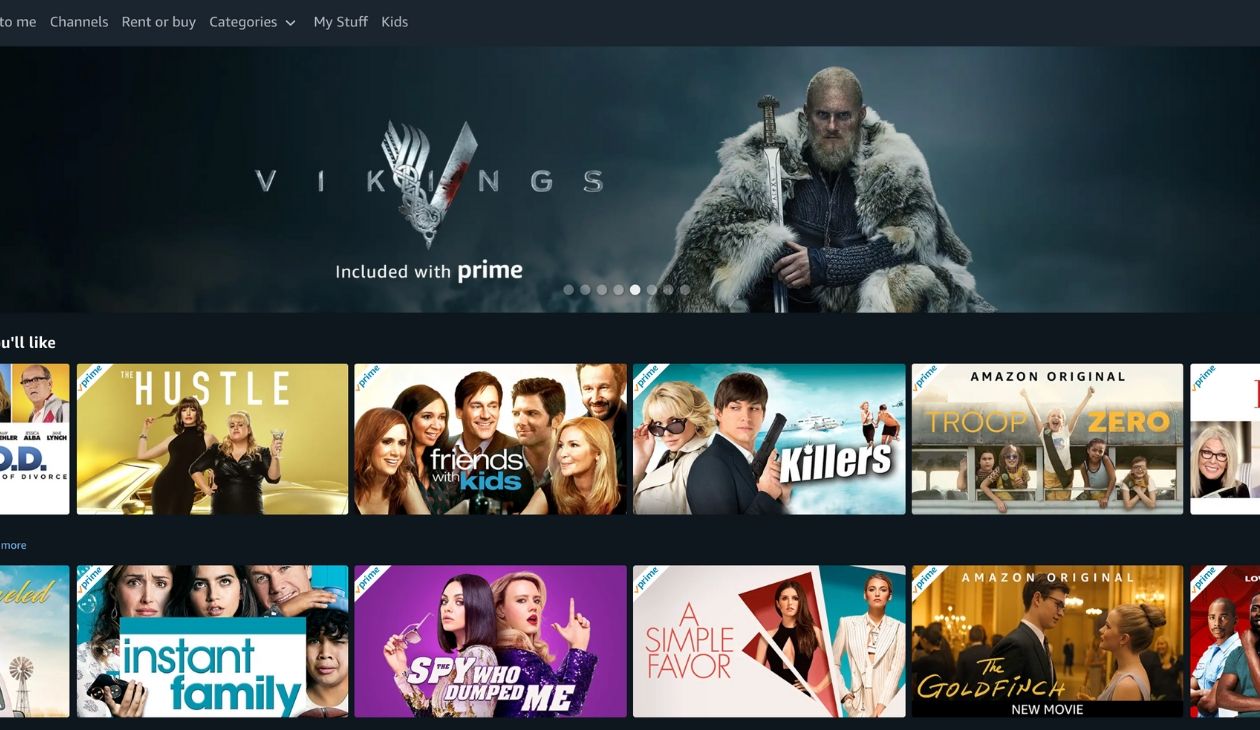 to me Channels Rent or buy Categories My Stuff Kids
VIKINGS
Included with prime
u'll like
JESSICA ALBA
JANE LYNCH
O.D.
OF DIVORCE
prime
THE HUSTLE
prime
friends
with kids
prime
Killers
prime
AMAZON ORIGINAL
TROOP ZERO
prime
more
eled
prime
instant
family
prime
THE SPY WHO
DUMPED ME
prime
A
SIMPLE
FAVOR
prime
AMAZON ORIGINAL
The
GOLDFINCH
NEW MOVIE
prime